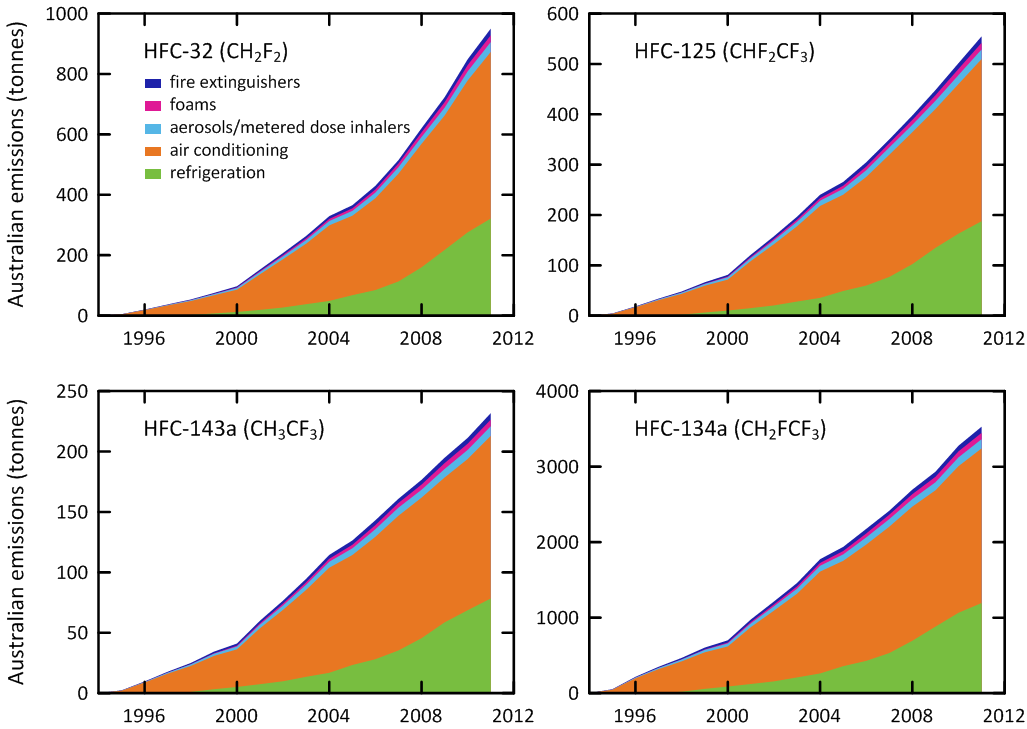 HFC-32 (CH₂F₂)
fire extinguishers
foams
aerosols/metered dose inhalers
air conditioning
refrigeration
Australian emissions (tonnes)
1000
800
600
400
200
0
1996 2000 2004 2008 2012
HFC-125 (CHF₂CF₃)
600
500
400
300
200
100
0
1996 2000 2004 2008 2012
HFC-143a (CH₃CF₃)
Australian emissions (tonnes)
250
200
150
100
50
0
1996 2000 2004 2008 2012
HFC-134a (CH₂FCF₃)
4000
3000
2000
1000
0
1996 2000 2004 2008 2012